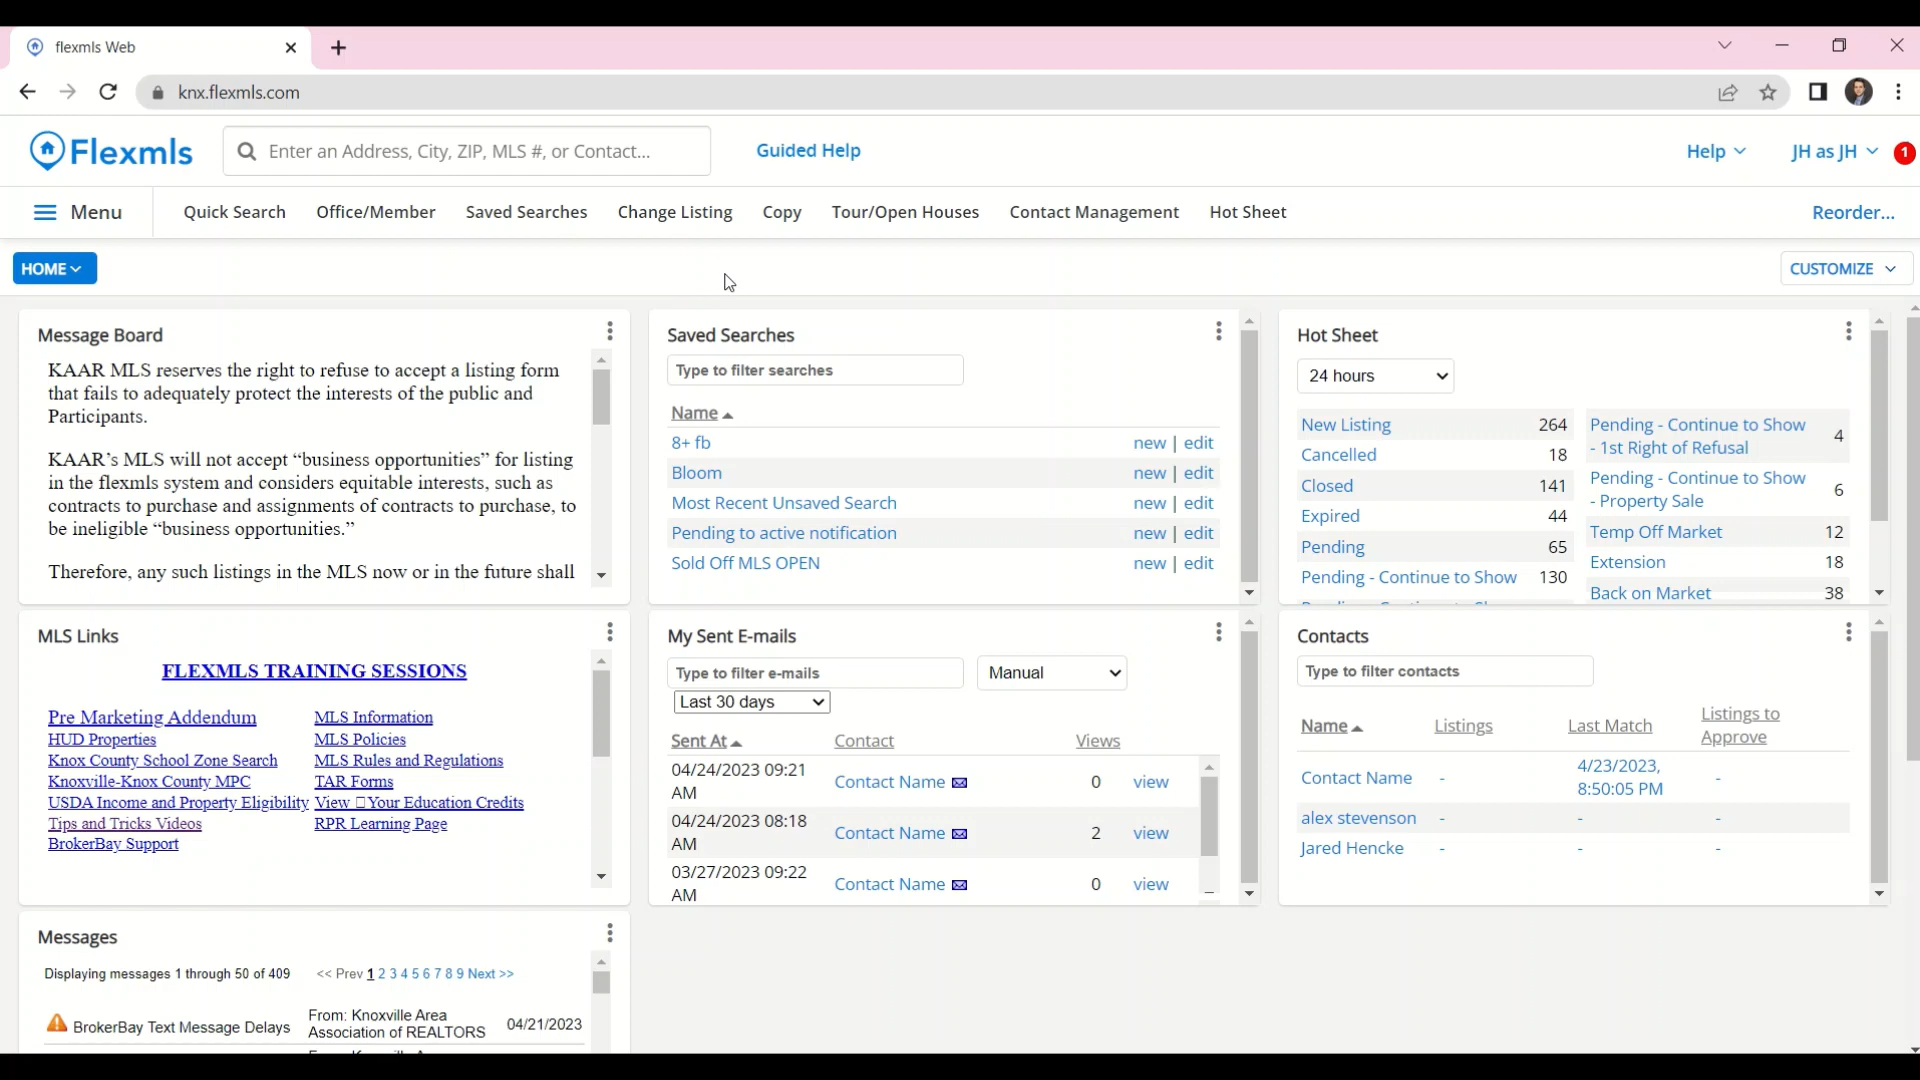 flexmls Web
knx.flexmls.com
Flexmls
Enter an Address, City, ZIP, MLS #, or Contact...
Guided Help
Help
JH as JH
1
Menu
Quick Search
Office/Member
Saved Searches
Change Listing
Copy
Tour/Open Houses
Contact Management
Hot Sheet
Reorder...
HOME
CUSTOMIZE
Message Board
KAAR MLS reserves the right to refuse to accept a listing form
that fails to adequately protect the interests of the public and
Participants.
KAAR’s MLS will not accept “business opportunities” for listing
in the flexmls system and considers equitable interests, such as
contracts to purchase and assignments of contracts to purchase, to
be ineligible “business opportunities.”
Therefore, any such listings in the MLS now or in the future shall
Saved Searches
Type to filter searches
Name
8+ fb new | edit
Bloom new | edit
Most Recent Unsaved Search new | edit
Pending to active notification new | edit
Sold Off MLS OPEN new | edit
Hot Sheet
24 hours
New Listing 264
Cancelled 18
Closed 141
Expired 44
Pending 65
Pending - Continue to Show 130
Pending - Continue to Show
- 1st Right of Refusal 4
Pending - Continue to Show
- Property Sale 6
Temp Off Market 12
Extension 18
Back on Market 38
MLS Links
FLEXMLS TRAINING SESSIONS
Pre Marketing Addendum
HUD Properties
Knox County School Zone Search
Knoxville-Knox County MPC
USDA Income and Property Eligibility
Tips and Tricks Videos
BrokerBay Support
MLS Information
MLS Policies
MLS Rules and Regulations
TAR Forms
View Your Education Credits
RPR Learning Page
My Sent E-mails
Type to filter e-mails
Manual
Last 30 days
Sent At Contact Views
04/24/2023 09:21
AM Contact Name 0 view
04/24/2023 08:18
AM Contact Name 2 view
03/27/2023 09:22
AM Contact Name 0 view
Contacts
Type to filter contacts
Name Listings Last Match Listings to
Approve
Contact Name - 4/23/2023,
8:50:05 PM -
alex stevenson - - -
Jared Hencke - - -
Messages
Displaying messages 1 through 50 of 409 << Prev 1 2 3 4 5 6 7 8 9 Next >>
BrokerBay Text Message Delays
From: Knoxville Area
Association of REALTORS
04/21/2023